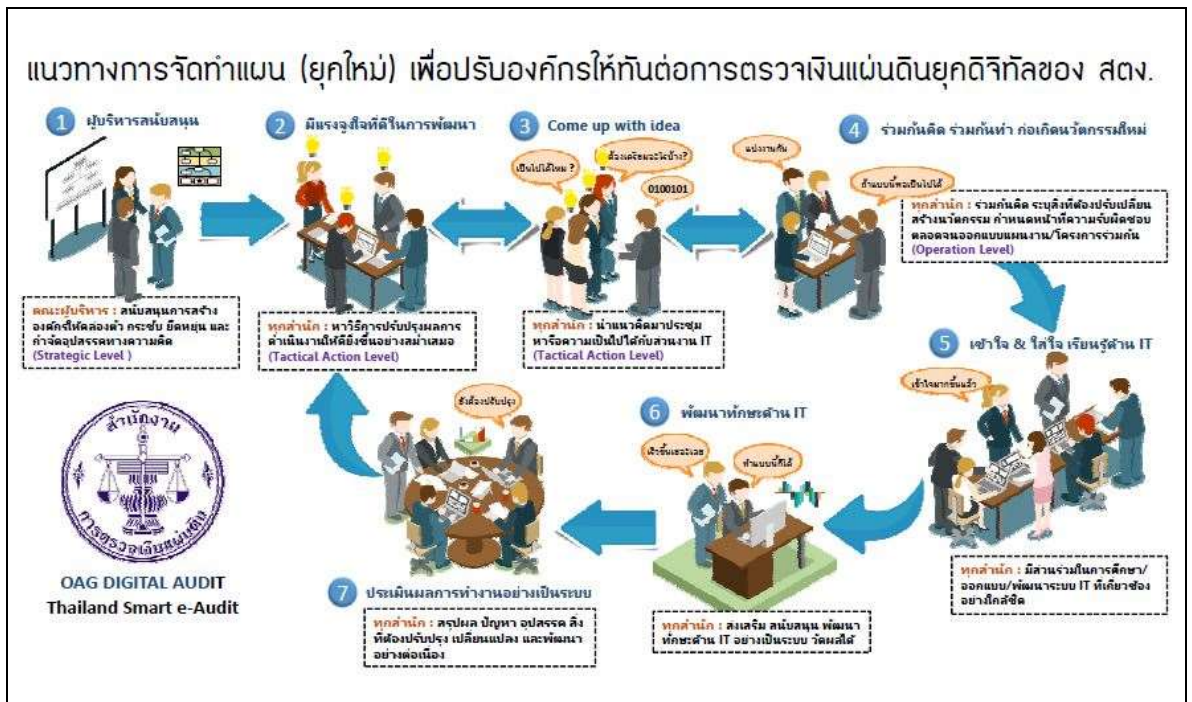 แนวทางการจัดทำแผน (ยุคใหม่) เพื่อปรับองค์กรให้ทันต่อการตรวจเงินแผ่นดินยุคดิจิทัลของ สตง.
1 ผู้บริหารสนับสนุน
คณะผู้บริหาร : สนับสนุนการสร้าง
องค์กรให้คล่องตัว กระชับ ยืดหยุ่น และ
กำจัดอุปสรรคทางความคิด
(Strategic Level )
2 มีแรงจูงใจที่ดีในการพัฒนา
ทุกสำนัก : หาวิธีการปรับปรุงผลการ
ดำเนินงานให้ดียิ่งขึ้นอย่างสม่ำเสมอ
(Tactical Action Level)
3 Come up with idea
เป็นไปได้ไหม ?
ต้องเตรียมอะไรบ้าง?
0100101
ทุกสำนัก : นำแนวคิดมาประชุม
หารือความเป็นไปได้กับส่วนงาน IT
(Tactical Action Level)
4 ร่วมกันคิด ร่วมกันทำ ก่อเกิดนวัตกรรมใหม่
แบ่งงานกัน
ถ้าแบบนี้พอเป็นไปได้
ทุกสำนัก : ร่วมกันคิด ระบุสิ่งที่ต้องปรับเปลี่ยน
สร้างนวัตกรรม กำหนดหน้าที่ความรับผิดชอบ
ตลอดจนออกแบบแผนงาน/โครงการร่วมกัน
(Operation Level)
5 เข้าใจ & ใส่ใจ เรียนรู้ด้าน IT
เข้าใจมากขึ้นแล้ว
ทุกสำนัก : มีส่วนร่วมในการศึกษา/
ออกแบบ/พัฒนาระบบ IT ที่เกี่ยวข้อง
อย่างใกล้ชิด
6 พัฒนาทักษะด้าน IT
เร็วขึ้นเยอะเลย
ทำแบบนี้ก็ได้
ทุกสำนัก : ส่งเสริม สนับสนุน พัฒนา
ทักษะด้าน IT อย่างเป็นระบบ วัดผลได้
ยังต้องปรับปรุง
7 ประเมินผลการทำงานอย่างเป็นระบบ
ทุกสำนัก : สรุปผล ปัญหา อุปสรรค สิ่ง
ที่ต้องปรับปรุง เปลี่ยนแปลง และพัฒนา
อย่างต่อเนื่อง
สำนักงาน
การตรวจเงินแผ่นดิน
OAG DIGITAL AUDIT
Thailand Smart e-Audit